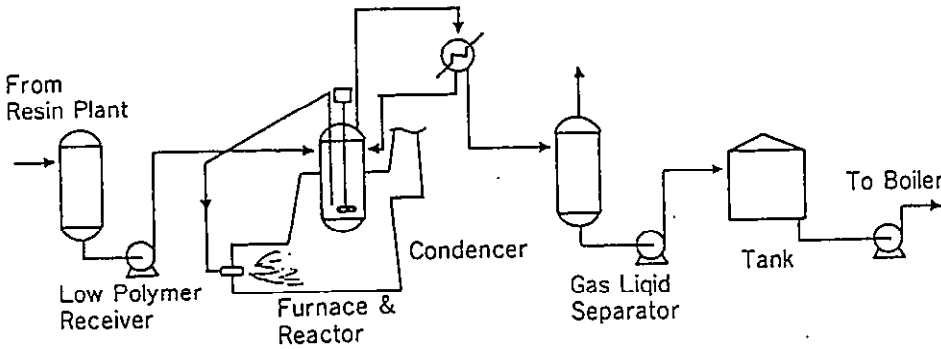 From
Resin Plant
Low Polymer
Receiver
Furnace &
Reactor
Condencer
Gas Liqid
Separator
Tank
To Boiler